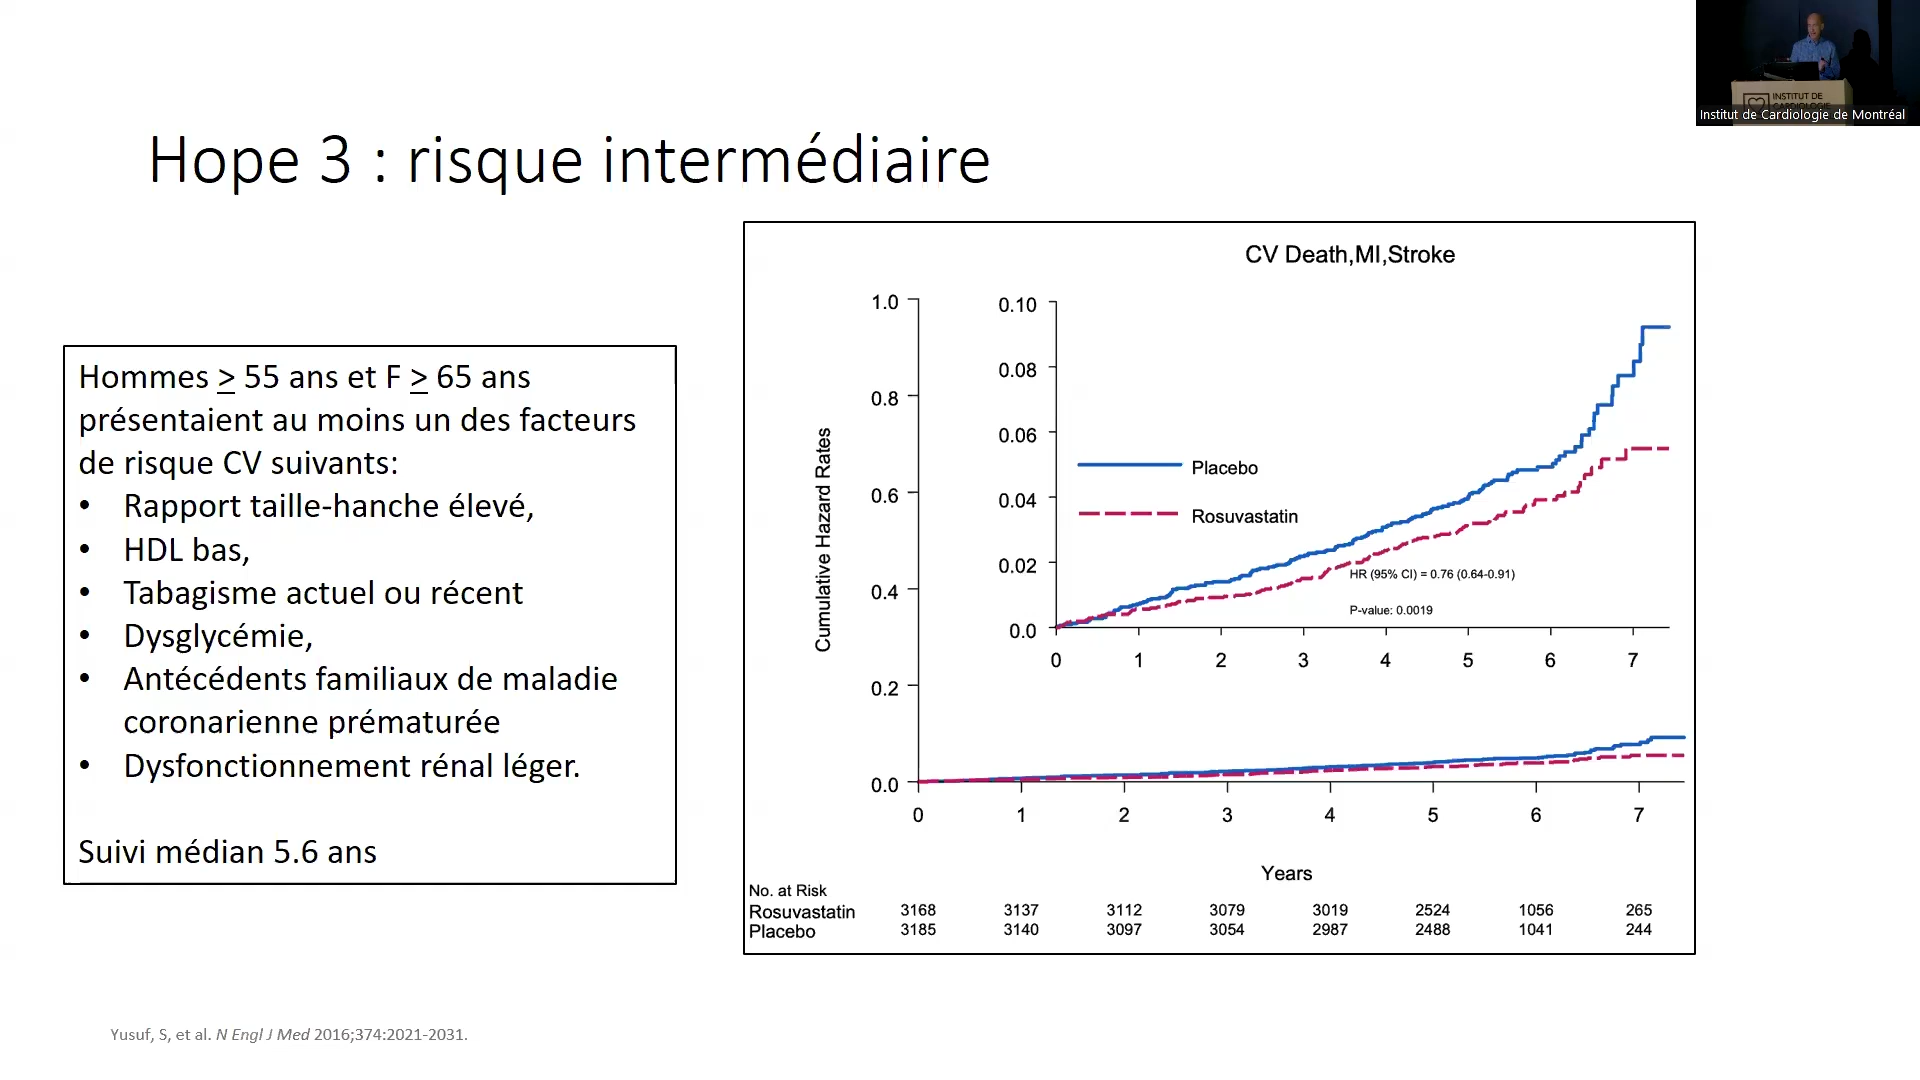 INSTITUT DE
CARDIOLOGIE
Institut de Cardiologie de Montréal
Hope 3 : risque intermédiaire
Hommes > 55 ans et F > 65 ans
présentaient au moins un des facteurs
de risque CV suivants:
• Rapport taille-hanche élevé,
• HDL bas,
• Tabagisme actuel ou récent
• Dysglycémie,
• Antécédents familiaux de maladie
coronarienne prématurée
• Dysfonctionnement rénal léger.
Suivi médian 5.6 ans
CV Death,MI,Stroke
Cumulative Hazard Rates
1.0
0.8
0.6
0.4
0.2
0.0
0.10
0.08
0.06
0.04
0.02
0.0
Placebo
Rosuvastatin
HR (95% CI) = 0.76 (0.64-0.91)
P-value: 0.0019
0 1 2 3 4 5 6 7
0 1 2 3 4 5 6 7
Years
No. at Risk
Rosuvastatin 3168 3137 3112 3079 3019 2524 1056 265
Placebo 3185 3140 3097 3054 2987 2488 1041 244
Yusuf, S, et al. N Engl J Med 2016;374:2021-2031.